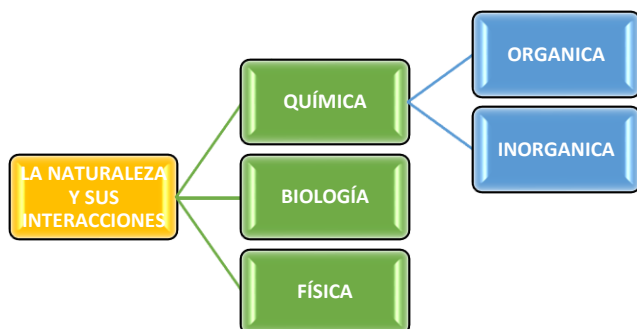 LA NATURALEZA
Y SUS
INTERACCIONES
QUÍMICA
ORGANICA
INORGANICA
BIOLOGÍA
FÍSICA